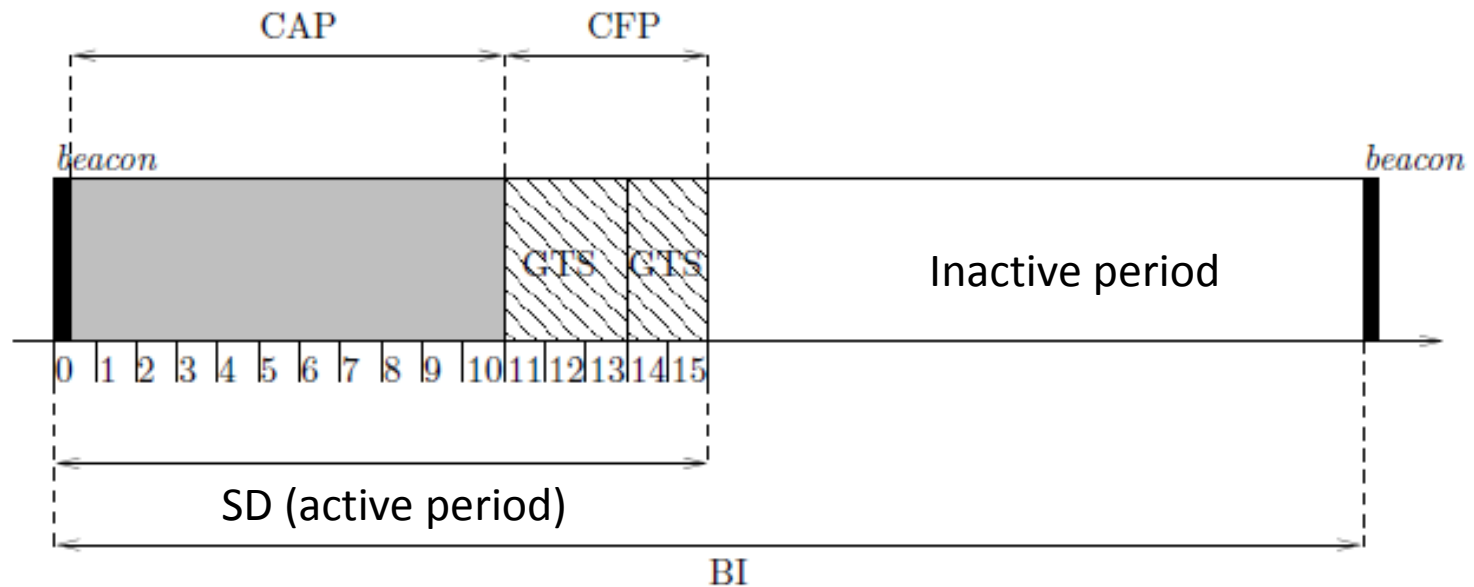 CAP CFP
beacon beacon
GTS GTS Inactive period
0 1 2 3 4 5 6 7 8 9 10 11 12 13 14 15
SD (active period)
BI